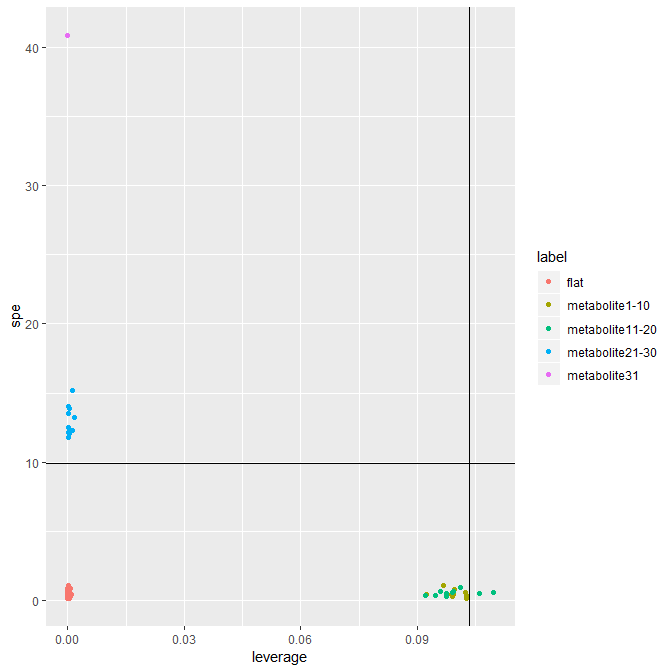 40
30
20
10
0
spe
0.00
0.03
0.06
0.09
leverage
label
flat
metabolite1-10
metabolite11-20
metabolite21-30
metabolite31